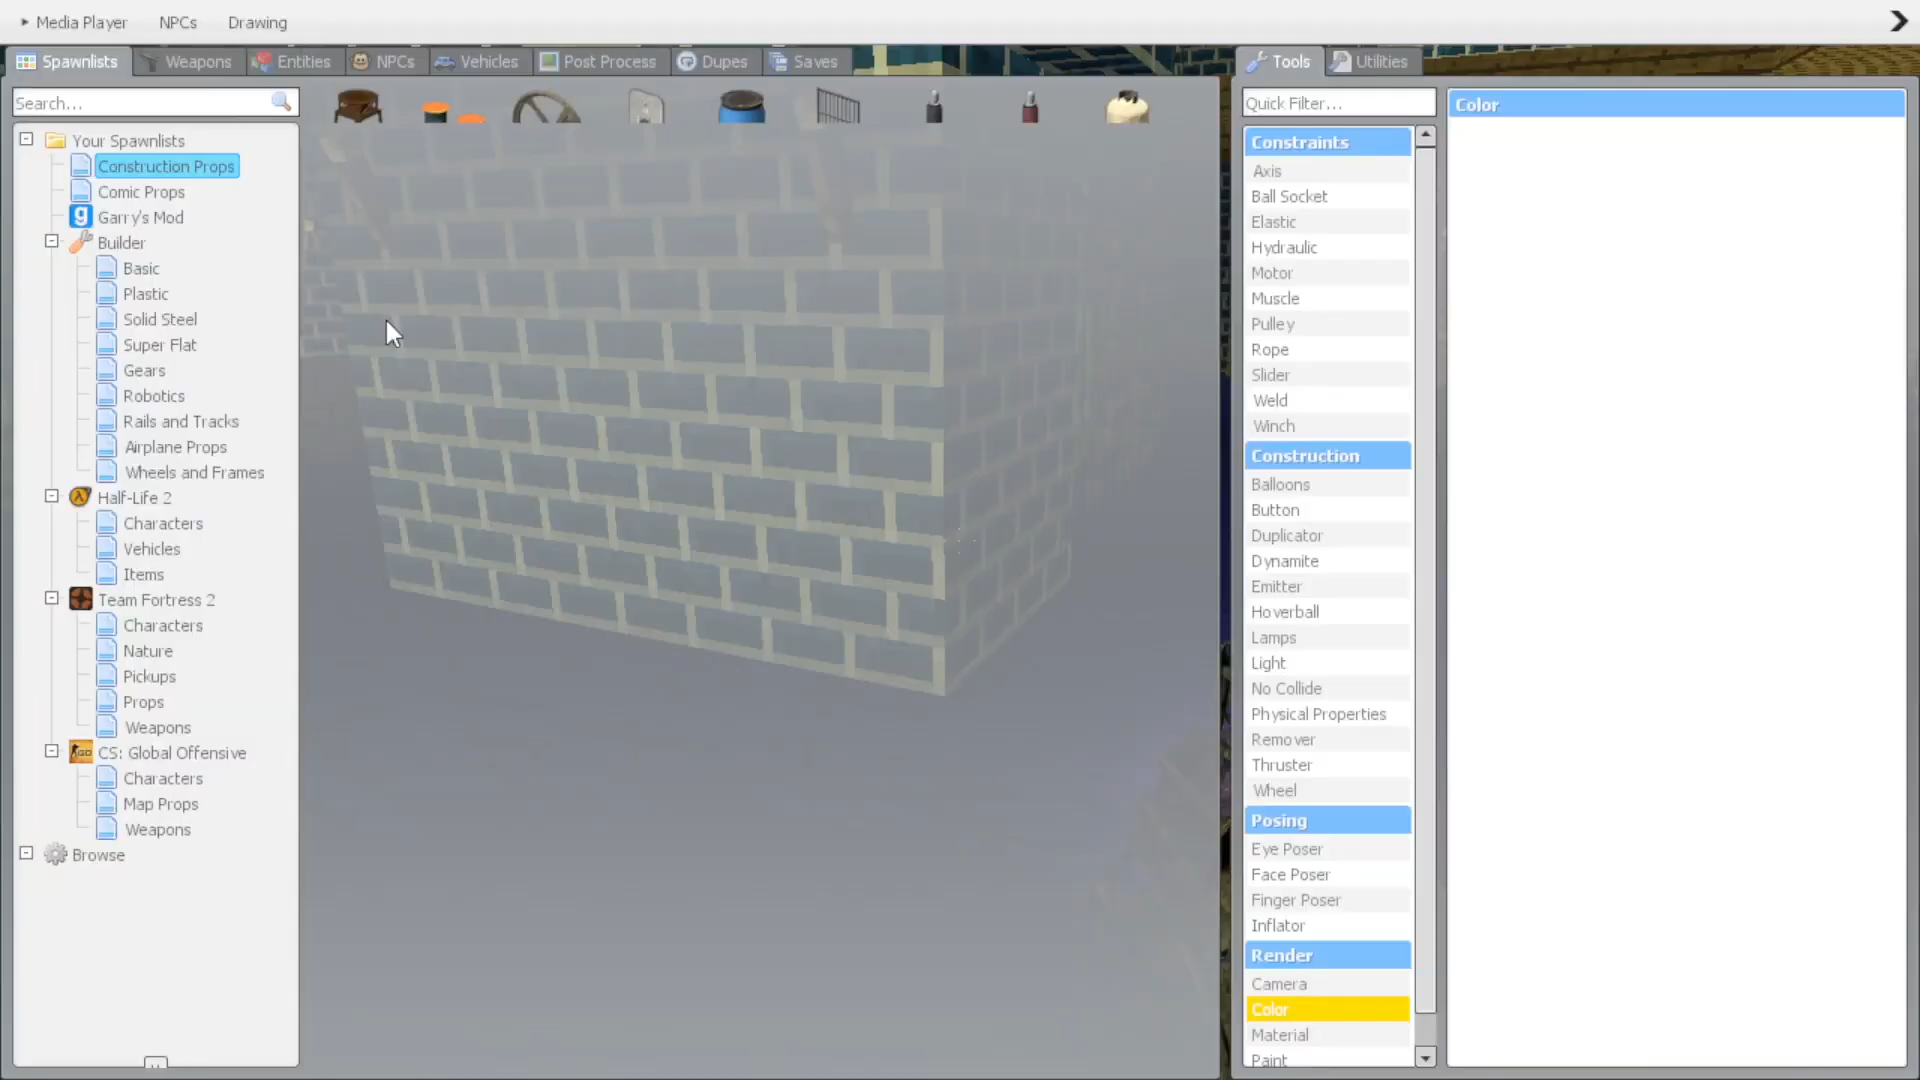 Media Player NPCs Drawing
Spawnlists Weapons Entities NPCs Vehicles Post Process Dupes Saves
Tools Utilities
Search...
Your Spawnlists
Construction Props
Comic Props
Garry's Mod
Builder
Basic
Plastic
Solid Steel
Super Flat
Gears
Robotics
Rails and Tracks
Airplane Props
Wheels and Frames
Half-Life 2
Characters
Vehicles
Items
Team Fortress 2
Characters
Nature
Pickups
Props
Weapons
CS: Global Offensive
Characters
Map Props
Weapons
Browse
Quick Filter...
Constraints
Axis
Ball Socket
Elastic
Hydraulic
Motor
Muscle
Pulley
Rope
Slider
Weld
Winch
Construction
Balloons
Button
Duplicator
Dynamite
Emitter
Hoverball
Lamps
Light
No Collide
Physical Properties
Remover
Thruster
Wheel
Posing
Eye Poser
Face Poser
Finger Poser
Inflator
Render
Camera
Color
Material
Paint
Color